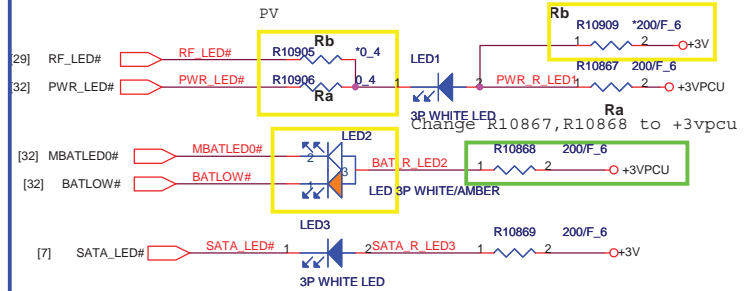 PV
Rb
R10909 *200/F_6
1 2 +3V
[29] RF_LED# RF_LED# R10905 Rb *0_4
LED1
R10867 200/F_6
[32] PWR_LED# PWR_LED# R10906 0_4 1 2 PWR_R_LED1 1 2 +3VPCU
Ra
Ra
3P WHITE LED
Change R10867,R10868 to +3vpcu
LED2
R10868 200/F_6
[32] MBATLED0# MBATLED0# 2
3 BAT_R_LED2 1 2 +3VPCU
[32] BATLOW# BATLOW# 1
LED 3P WHITE/AMBER
LED3
R10869 200/F_6
[7] SATA_LED# SATA_LED# 1 2 SATA_R_LED3 1 2 +3V
3P WHITE LED